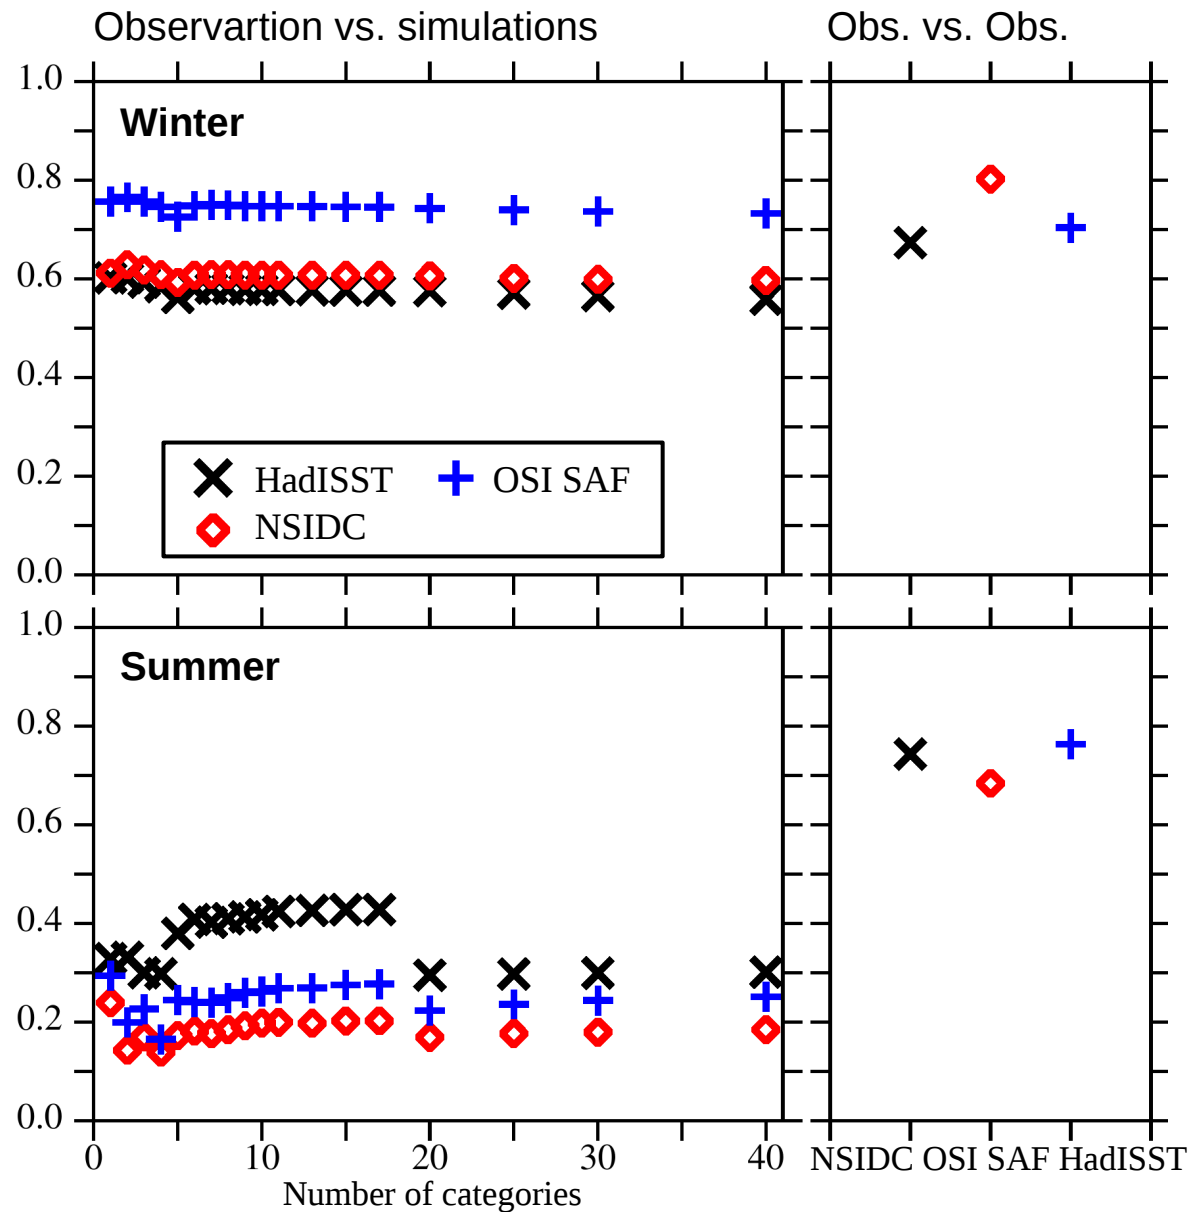 Observartion vs. simulations
Obs. vs. Obs.
1.0
Winter
0.8
0.6
0.4
0.2
HadISST
OSI SAF
NSIDC
0.0
1.0
Summer
0.8
0.6
0.4
0.2
0.0
0 10 20 30 40
NSIDC OSI SAF HadISST
Number of categories